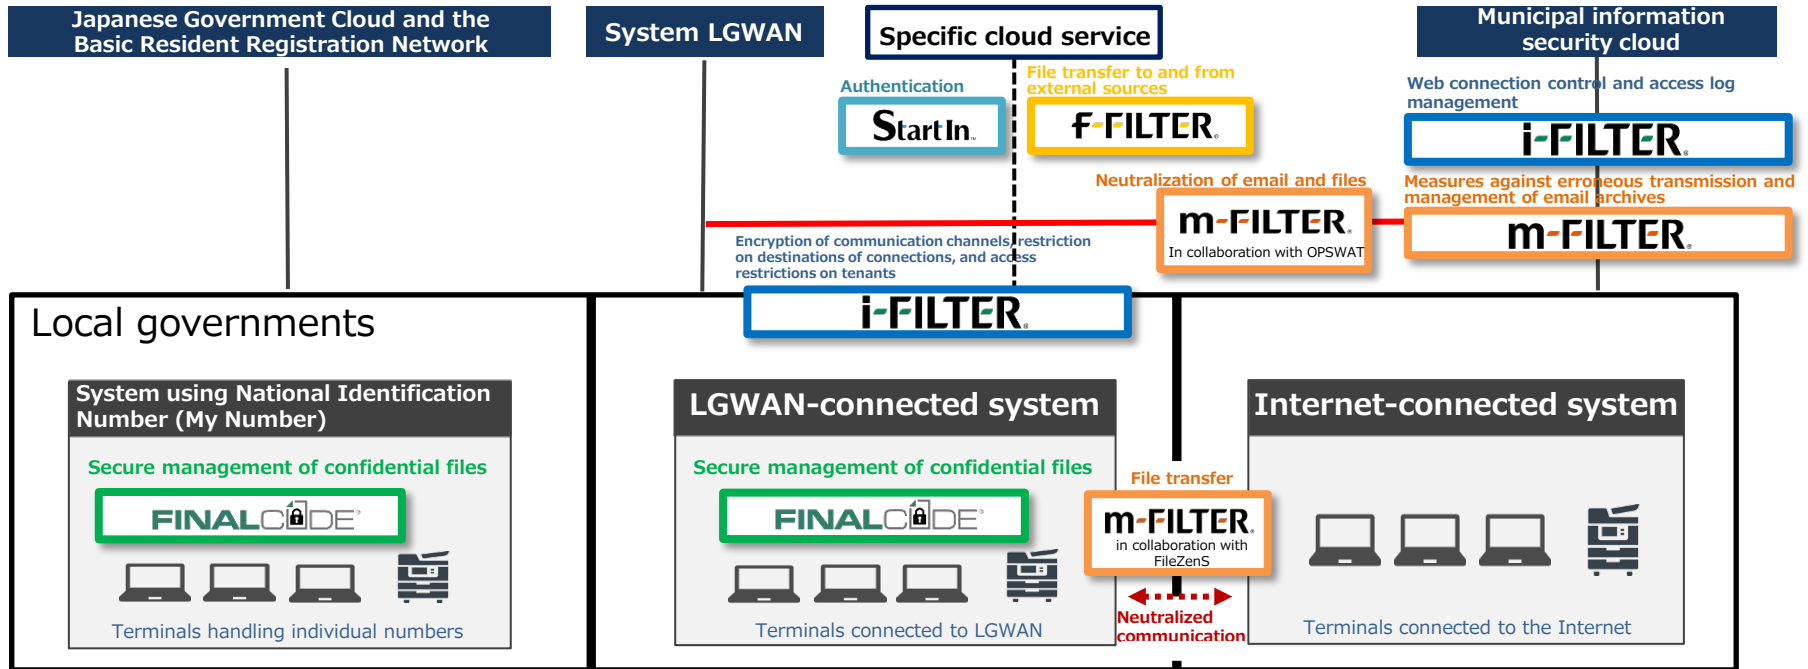 Japanese Government Cloud and the
Basic Resident Registration Network
System LGWAN
Specific cloud service
Municipal information
security cloud
Authentication
StartIn
File transfer to and from
external sources
f-FILTER
Web connection control and access log
management
i-FILTER
Neutralization of email and files
m-FILTER
In collaboration with OPSWAT
Measures against erroneous transmission and
management of email archives
m-FILTER
Encryption of communication channels, restriction
on destinations of connections, and access
restrictions on tenants
i-FILTER
Local governments
System using National Identification
Number (My Number)
Secure management of confidential files
FINALCODE
Terminals handling individual numbers
LGWAN-connected system
Secure management of confidential files
FINALCODE
Terminals connected to LGWAN
File transfer
m-FILTER
in collaboration with
FileZenS
Neutralized
communication
Internet-connected system
Terminals connected to the Internet